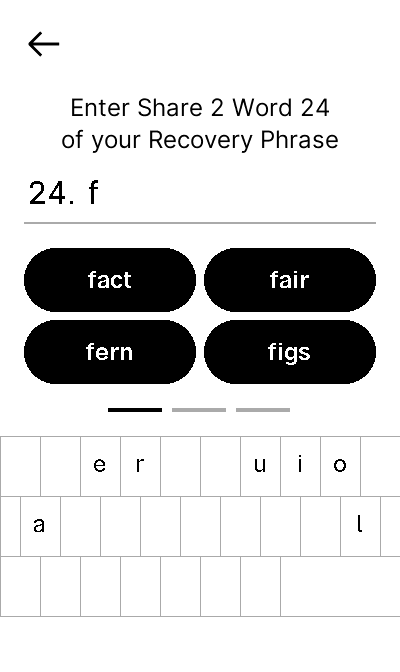 Enter Share 2 Word 24
of your Recovery Phrase
24. f
fact fair
fern figs
e r u i o
a l